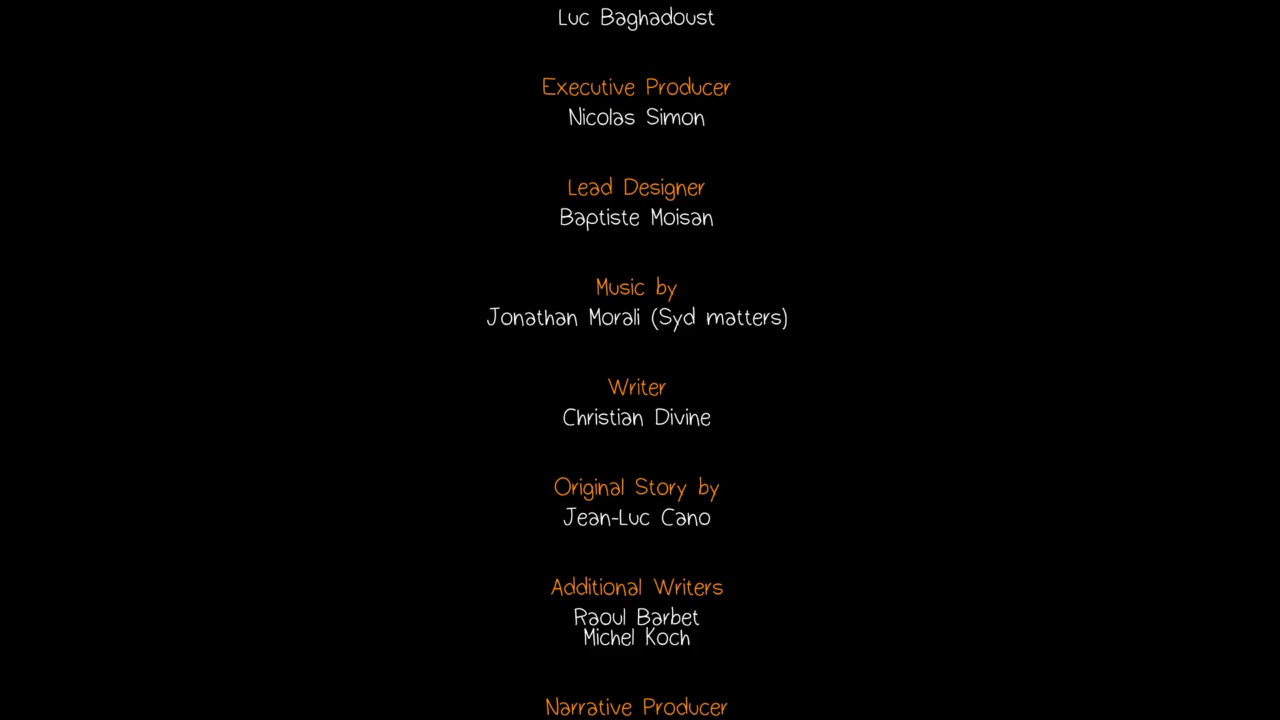 Luc Baghadoust
Executive Producer
Nicolas Simon
Lead Designer
Baptiste Moisan
Music by
Jonathan Morali (Syd matters)
Writer
Christian Divine
Original Story by
Jean-Luc Cano
Additional Writers
Raoul Barbet
Michel Koch
Narrative Producer